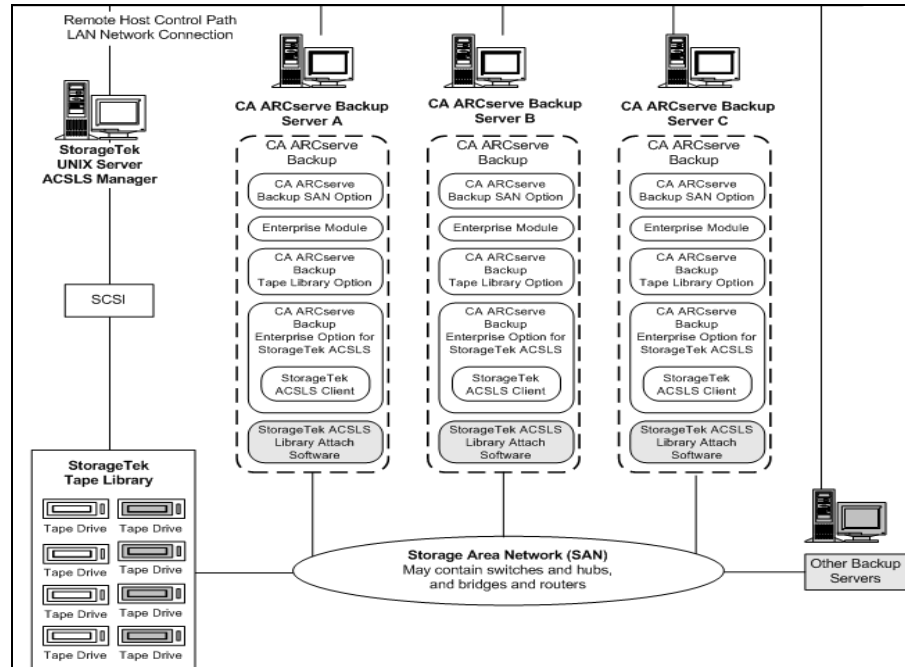 Remote Host Control Path
LAN Network Connection
StorageTek
UNIX Server
ACSLS Manager
SCSI
StorageTek
Tape Library
Tape Drive
Tape Drive
Tape Drive
Tape Drive
Tape Drive
Tape Drive
Tape Drive
Tape Drive
CA ARCserve Backup
Server A
CA ARCserve
Backup
CA ARCserve
Backup SAN Option
Enterprise Module
CA ARCserve
Backup
Tape Library Option
CA ARCserve
Backup
Enterprise Option for
StorageTek ACSLS
StorageTek
ACSLS Client
StorageTek ACSLS
Library Attach
Software
CA ARCserve Backup
Server B
CA ARCserve
Backup
CA ARCserve
Backup SAN Option
Enterprise Module
CA ARCserve
Backup
Tape Library Option
CA ARCserve
Backup
Enterprise Option for
StorageTek ACSLS
StorageTek
ACSLS Client
StorageTek ACSLS
Library Attach
Software
CA ARCserve Backup
Server C
CA ARCserve
Backup
CA ARCserve
Backup SAN Option
Enterprise Module
CA ARCserve
Backup
Tape Library Option
CA ARCserve
Backup
Enterprise Option for
StorageTek ACSLS
StorageTek
ACSLS Client
StorageTek ACSLS
Library Attach
Software
Storage Area Network (SAN)
May contain switches and hubs,
and bridges and routers
Other Backup
Servers